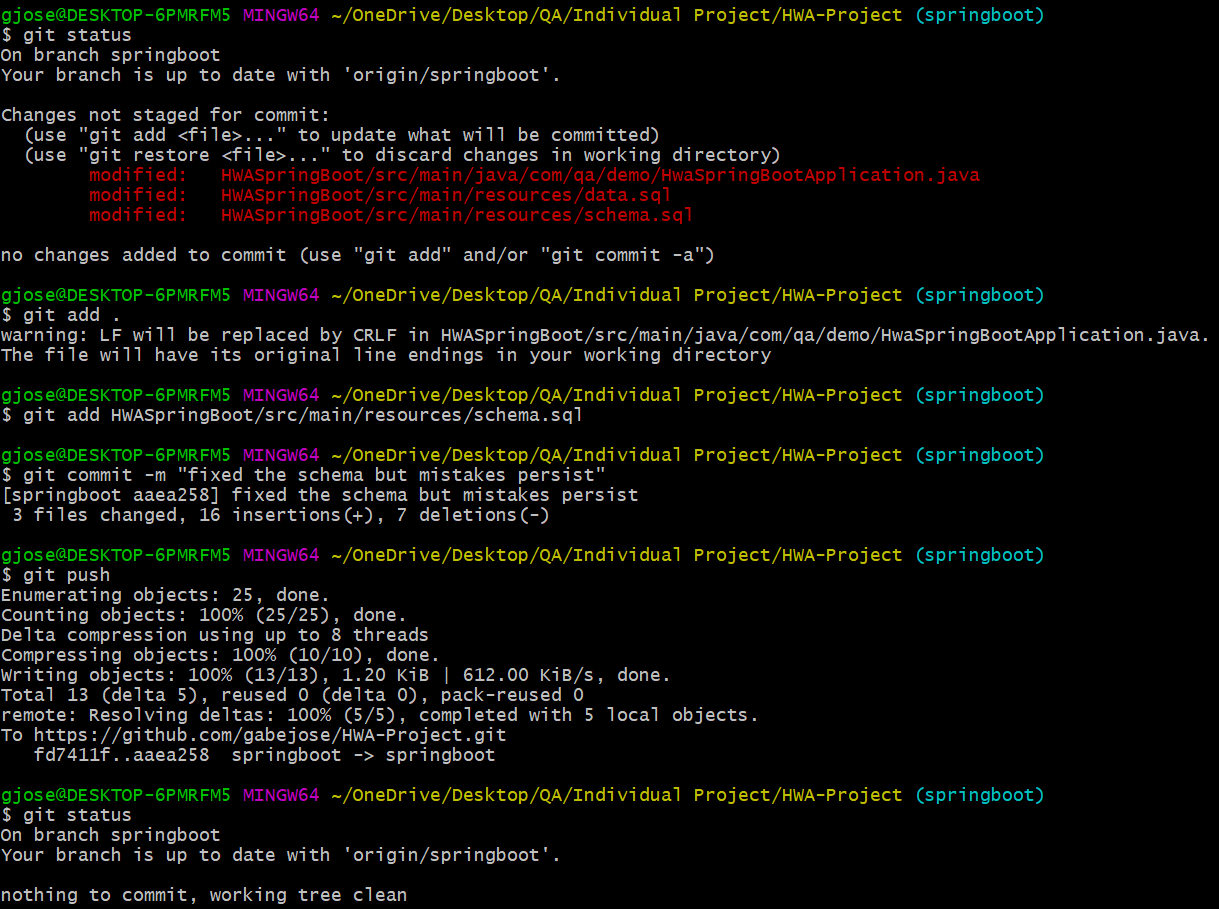 gjose@DESKTOP-6PMRFM5 MINGW64 ~/OneDrive/Desktop/QA/Individual Project/HWA-Project (springboot)
$ git status
On branch springboot
Your branch is up to date with 'origin/springboot'.

Changes not staged for commit:
  (use "git add <file>..." to update what will be committed)
  (use "git restore <file>..." to discard changes in working directory)
        modified:   HWASpringBoot/src/main/java/com/qa/demo/HwaSpringBootApplication.java
        modified:   HWASpringBoot/src/main/resources/data.sql
        modified:   HWASpringBoot/src/main/resources/schema.sql

no changes added to commit (use "git add" and/or "git commit -a")

gjose@DESKTOP-6PMRFM5 MINGW64 ~/OneDrive/Desktop/QA/Individual Project/HWA-Project (springboot)
$ git add .
warning: LF will be replaced by CRLF in HWASpringBoot/src/main/java/com/qa/demo/HwaSpringBootApplication.java.
The file will have its original line endings in your working directory

gjose@DESKTOP-6PMRFM5 MINGW64 ~/OneDrive/Desktop/QA/Individual Project/HWA-Project (springboot)
$ git add HWASpringBoot/src/main/resources/schema.sql

gjose@DESKTOP-6PMRFM5 MINGW64 ~/OneDrive/Desktop/QA/Individual Project/HWA-Project (springboot)
$ git commit -m "fixed the schema but mistakes persist"
[springboot aaea258] fixed the schema but mistakes persist
 3 files changed, 16 insertions(+), 7 deletions(-)

gjose@DESKTOP-6PMRFM5 MINGW64 ~/OneDrive/Desktop/QA/Individual Project/HWA-Project (springboot)
$ git push
Enumerating objects: 25, done.
Counting objects: 100% (25/25), done.
Delta compression using up to 8 threads
Compressing objects: 100% (10/10), done.
Writing objects: 100% (13/13), 1.20 KiB | 612.00 KiB/s, done.
Total 13 (delta 5), reused 0 (delta 0), pack-reused 0
remote: Resolving deltas: 100% (5/5), completed with 5 local objects.
To https://github.com/gabejose/HWA-Project.git
   fd7411f..aaea258  springboot -> springboot

gjose@DESKTOP-6PMRFM5 MINGW64 ~/OneDrive/Desktop/QA/Individual Project/HWA-Project (springboot)
$ git status
On branch springboot
Your branch is up to date with 'origin/springboot'.

nothing to commit, working tree clean